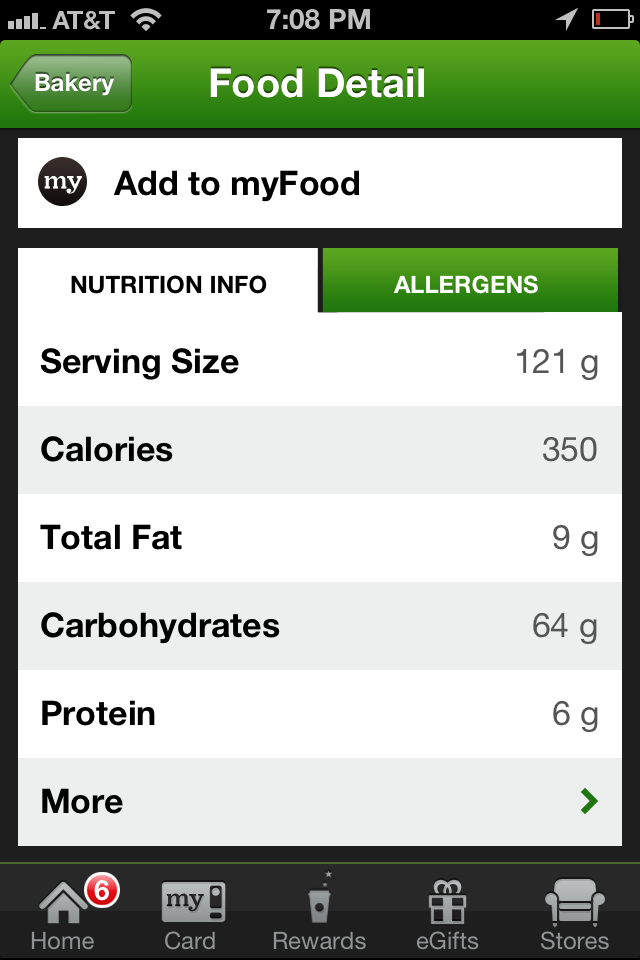 AT&T 7:08 PM
Bakery Food Detail
my Add to myFood
NUTRITION INFO ALLERGENS
Serving Size 121 g
Calories 350
Total Fat 9 g
Carbohydrates 64 g
Protein 6 g
More
6
my
Home Card Rewards eGifts Stores